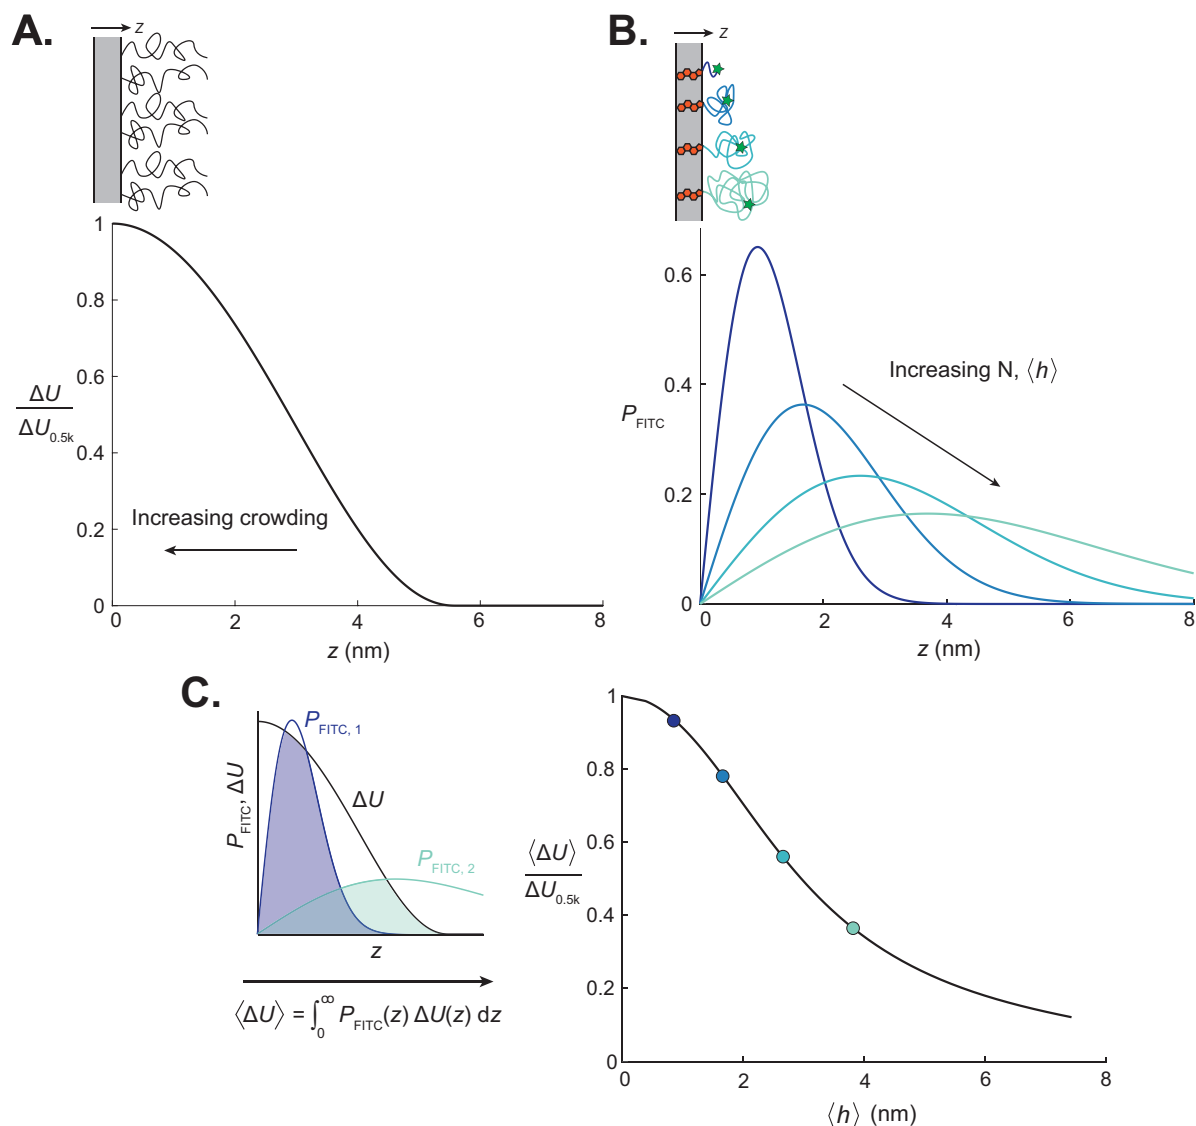 A.
z
1
0.8
0.6
0.4
0.2
0
ΔU
ΔU0.5k
Increasing crowding
0 2 4 6 8
z (nm)
B.
z
0.6
0.4
0.2
0
PFITC
Increasing N, ⟨h⟩
0 2 4 6 8
z (nm)
C.
PFITC, ΔU
PFITC, 1
ΔU
PFITC, 2
z
⟨ΔU⟩ = ∫0∞ PFITC(z) ΔU(z) dz
1
0.8
0.6
0.4
0.2
0
⟨ΔU⟩
ΔU0.5k
0 2 4 6 8
⟨h⟩ (nm)